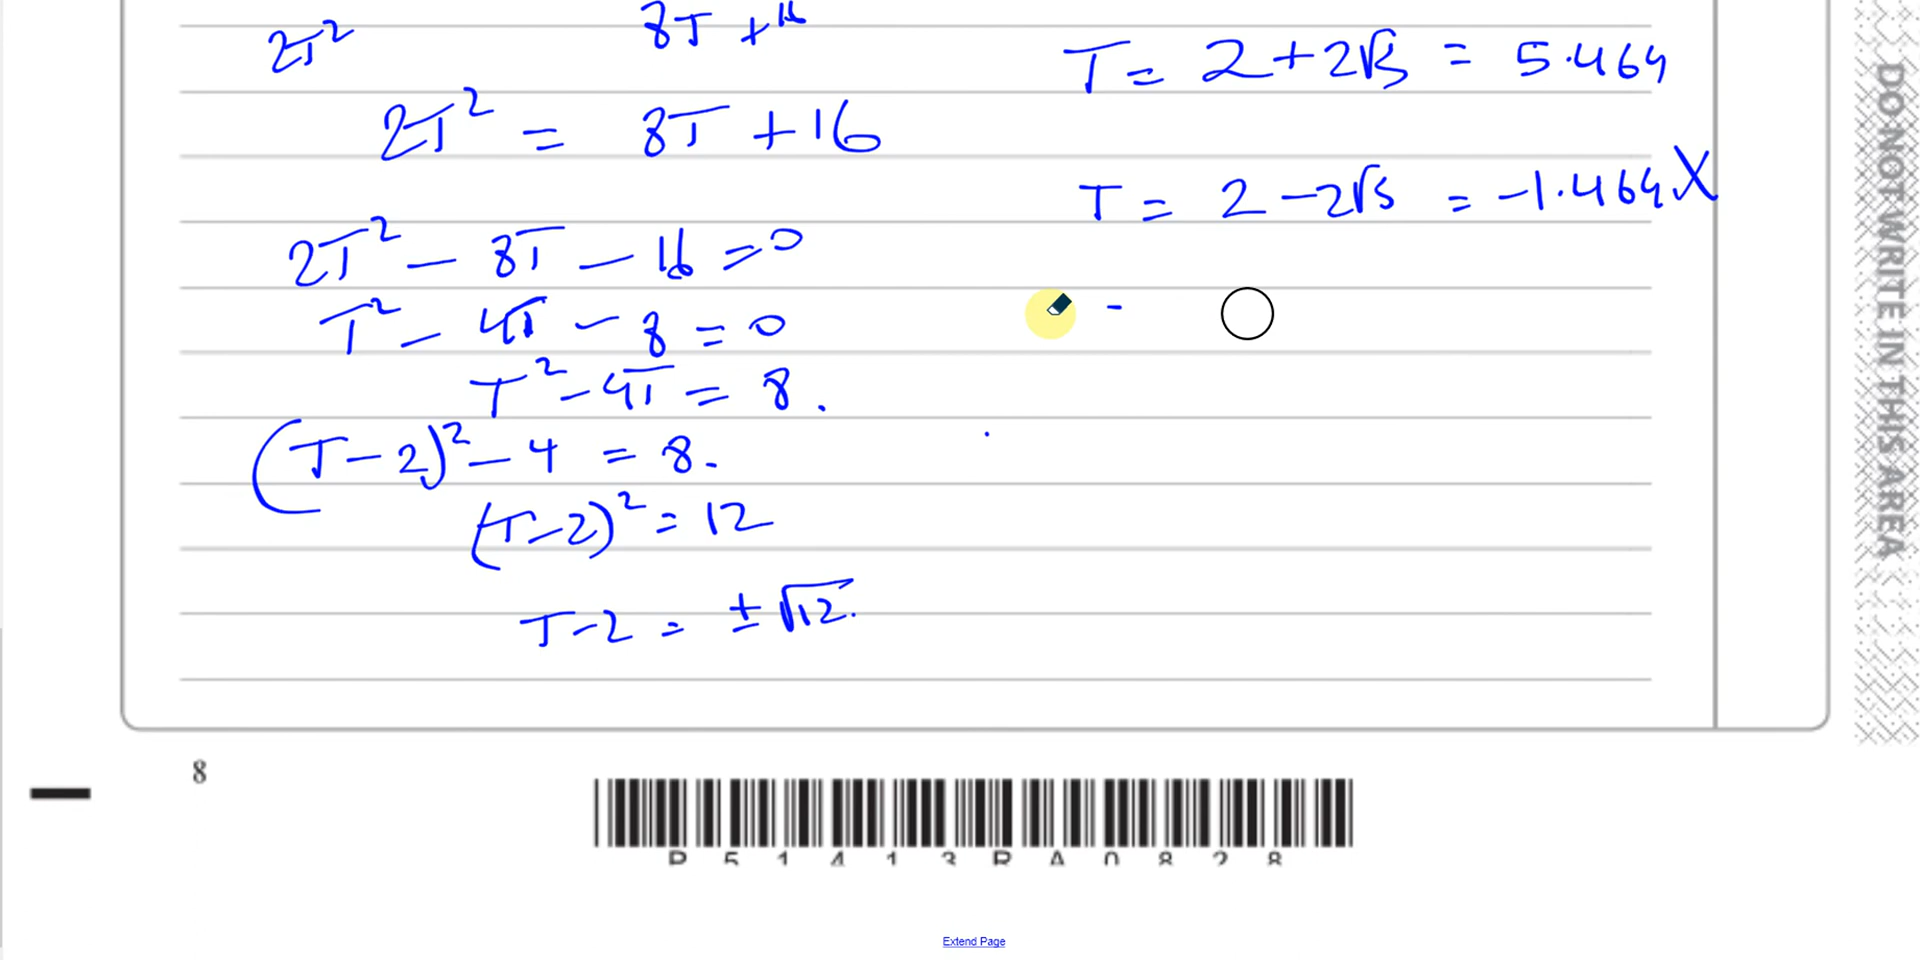 2T²   8T + 16
2T² = 8T + 16
2T² - 8T - 16 = 0
T² - 4T - 8 = 0
T² - 4T = 8.
(T - 2)² - 4 = 8.
(T - 2)² = 12
T - 2 = ± √12.
T = 2 + 2√3 = 5.464
T = 2 - 2√3 = -1.464 X
-
DO NOT WRITE IN THIS AREA
8
P 5 1 4 1 3 R A 0 8 2 8
Extend Page